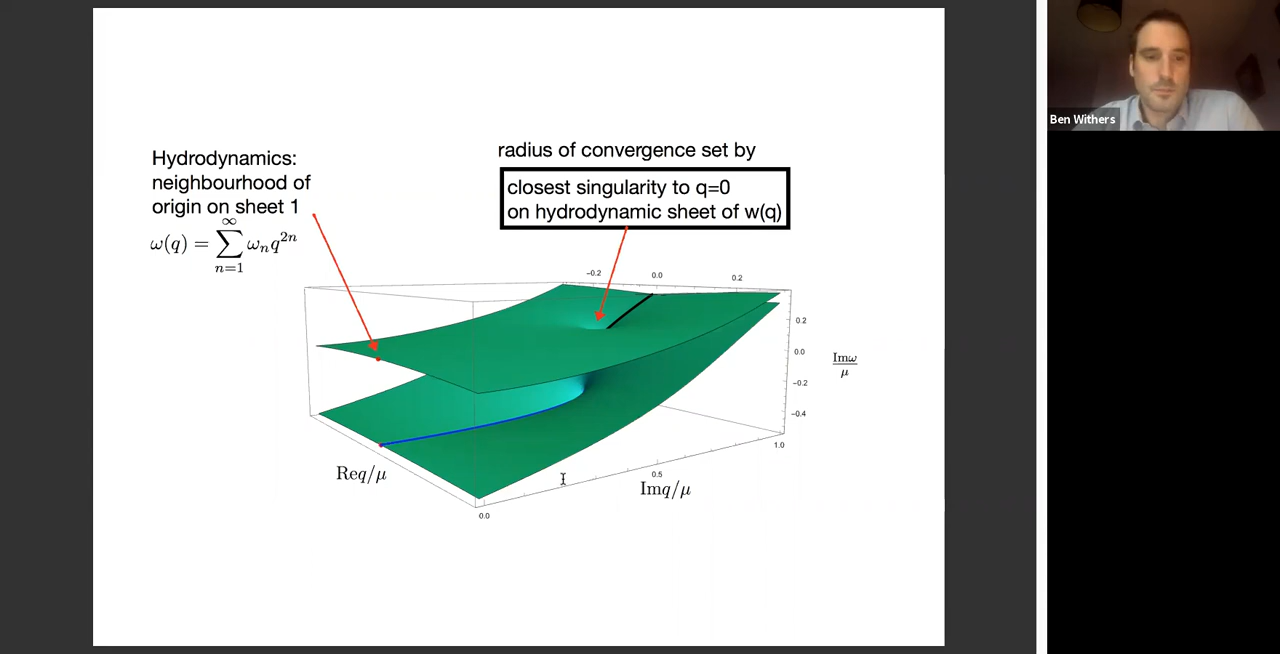 Hydrodynamics:
neighbourhood of
origin on sheet 1
ω(q) = ∑_{n=1}^{∞} ω_n q^{2n}
radius of convergence set by
closest singularity to q=0
on hydrodynamic sheet of w(q)
−0.2
0.0
0.2
0.2
0.0
−0.2
−0.4
Imω/μ
1.0
0.5
0.0
Req/μ
Imq/μ
Ben Withers